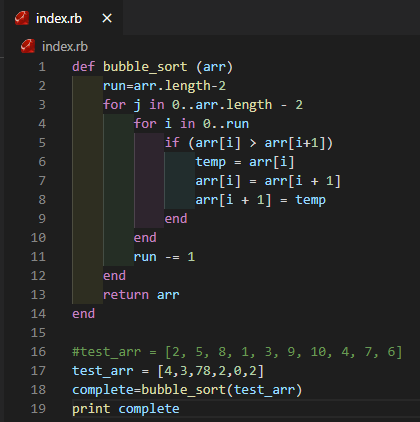 index.rb ×
index.rb
1 def bubble_sort (arr)
2     run=arr.length-2
3     for j in 0..arr.length - 2
4         for i in 0..run
5             if (arr[i] > arr[i+1])
6                 temp = arr[i]
7                 arr[i] = arr[i + 1]
8                 arr[i + 1] = temp
9             end
10         end
11         run -= 1
12     end
13     return arr
14 end
15
16 #test_arr = [2, 5, 8, 1, 3, 9, 10, 4, 7, 6]
17 test_arr = [4,3,78,2,0,2]
18 complete=bubble_sort(test_arr)
19 print complete